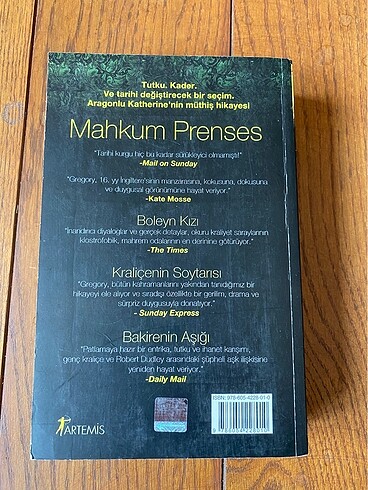 Tutku. Kader.
Ve tarihi değiştirecek bir seçim.
Aragonlu Katherine'nin müthiş hikayesi
Mahkum Prenses
"Tarihi kurgu hiç bu kadar sürükleyici olmamıştı!"
-Mail on Sunday
"Gregory, 16. yy İngiltere'sinin manzarasına, kokusuna, dokusuna
ve duygusal görünümüne hayat veriyor."
-Kate Mosse
Boleyn Kızı
"İnandırıcı diyaloglar ve gerçek detaylar, okuru kraliyet saraylarının
klostrofobik, mahrem odalarının en derinine götürüyor."
-The Times
Kraliçenin Soytarısı
"Gregory, bütün kahramanlarını yakından tanıdığımız bir
hikayeyi ele alıyor ve sıradışı özellikte bir gerilim, drama ve
sürpriz duygusuyla donatıyor."
- Sunday Express
Bakirenin Aşığı
"Patlamaya hazır bir entrika, tutku ve ihanet karışımı,
genç kraliçe ve Robert Dudley arasındaki şüpheli aşk ilişkisine
yeniden hayat veriyor."
-Daily Mail
ARTEMİS